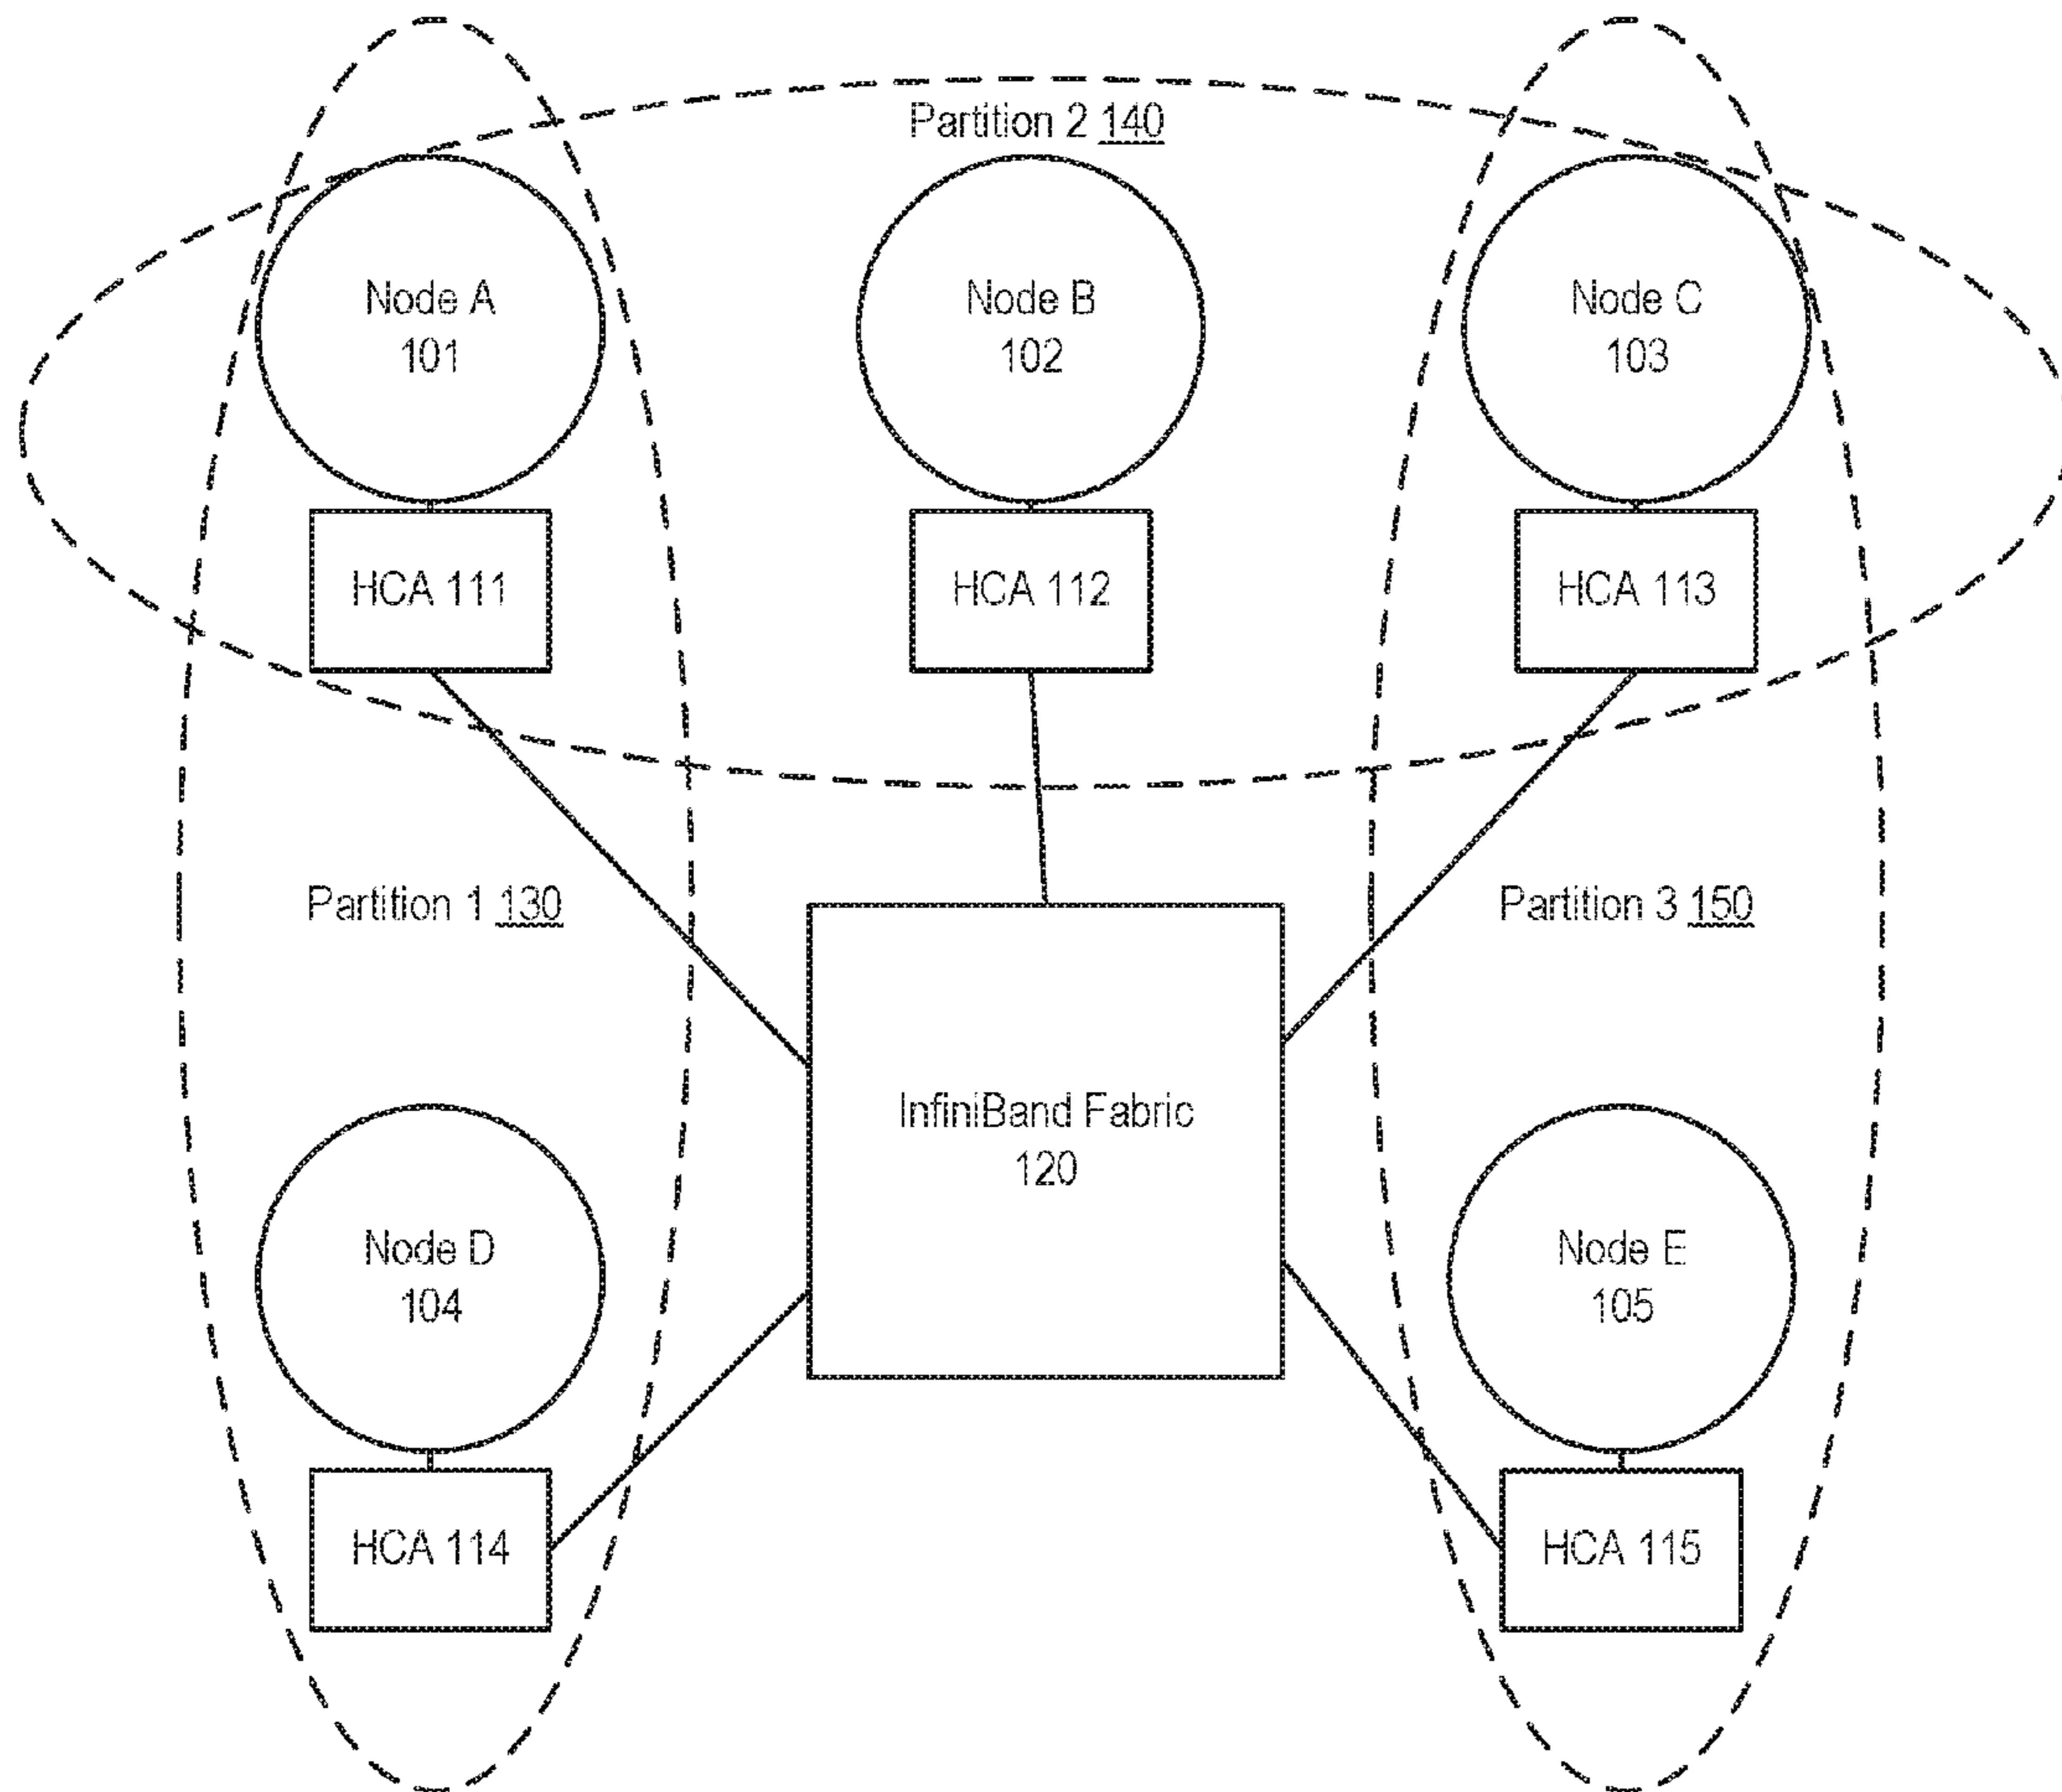 Partition 2 140
Node A
101
Node B
102
Node C
103
HCA 111
HCA 112
HCA 113
Partition 1 130
Partition 3 150
InfiniBand Fabric
120
Node D
104
Node E
105
HCA 114
HCA 115